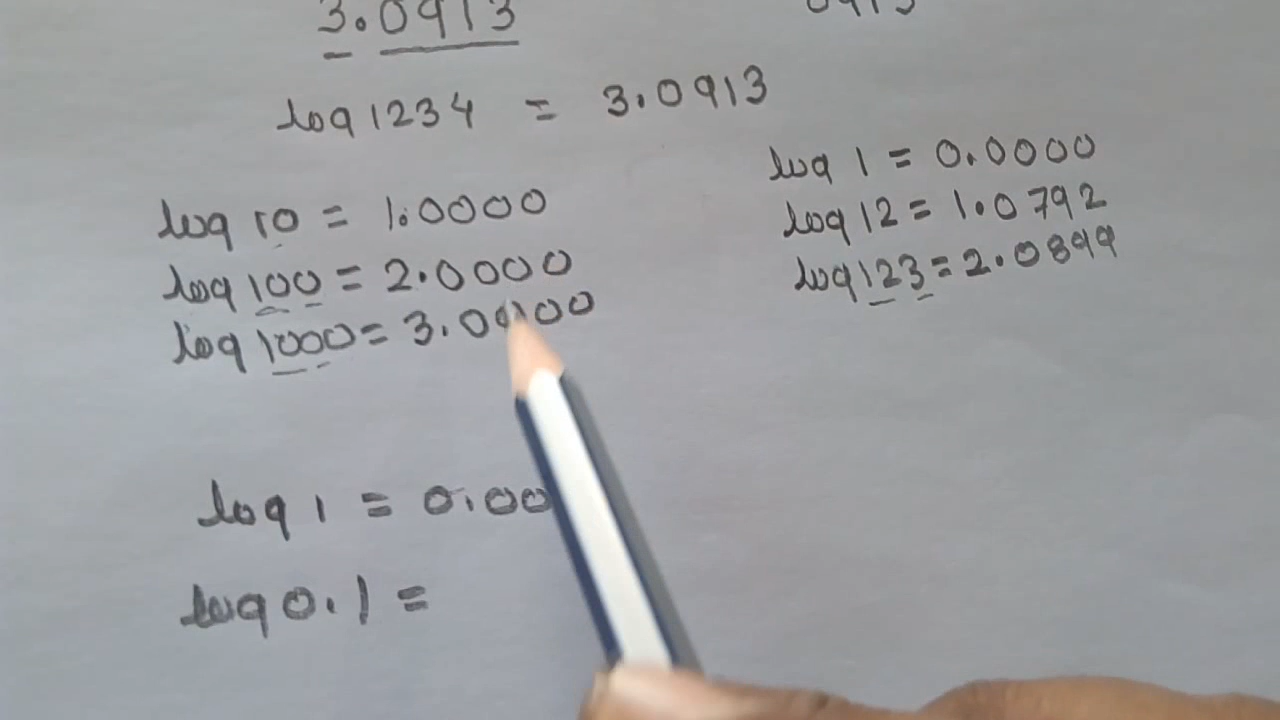 3.0913
log 1234 = 3.0913
log 10 = 1.0000
log 100 = 2.0000
log 1000 = 3.0000
log 1 = 0.0000
log 12 = 1.0792
log 123 = 2.0899
log 1 = 0.00
log 0.1 =